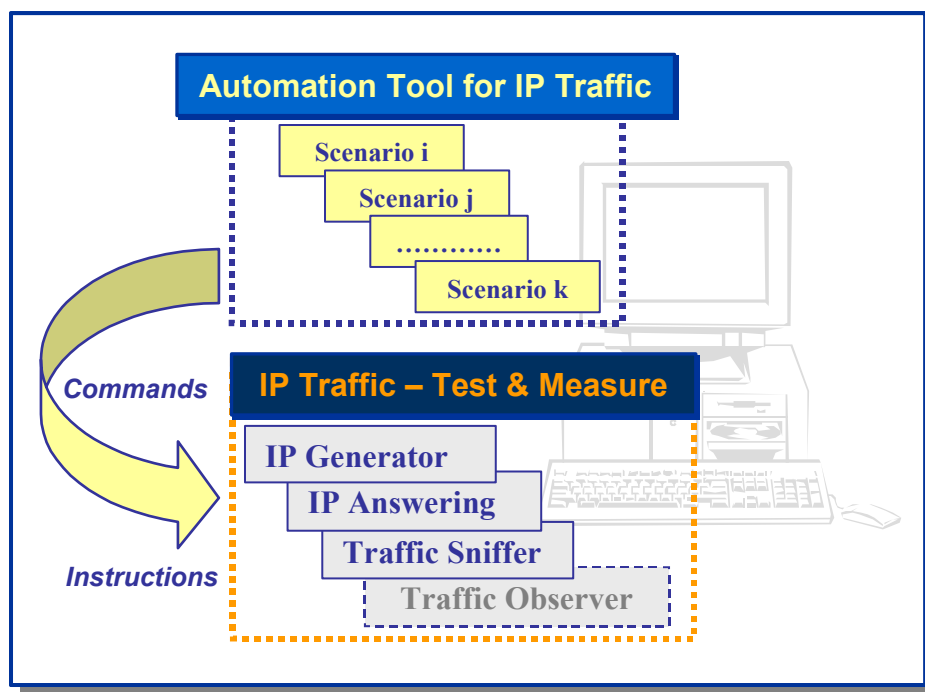 Automation Tool for IP Traffic
Scenario i
Scenario j
…………
Scenario k
Commands
IP Traffic – Test & Measure
IP Generator
IP Answering
Traffic Sniffer
Instructions
Traffic Observer